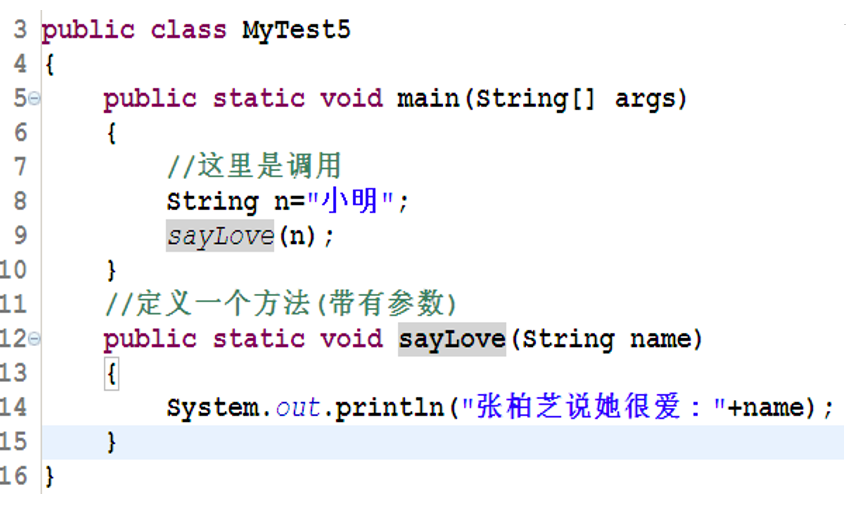 3 public class MyTest5
4 {
5 public static void main(String[] args)
6 {
7 //这里是调用
8 String n="小明";
9 sayLove(n);
10 }
11 //定义一个方法(带有参数)
12 public static void sayLove(String name)
13 {
14 System.out.println("张柏芝说她很爱："+name);
15 }
16 }